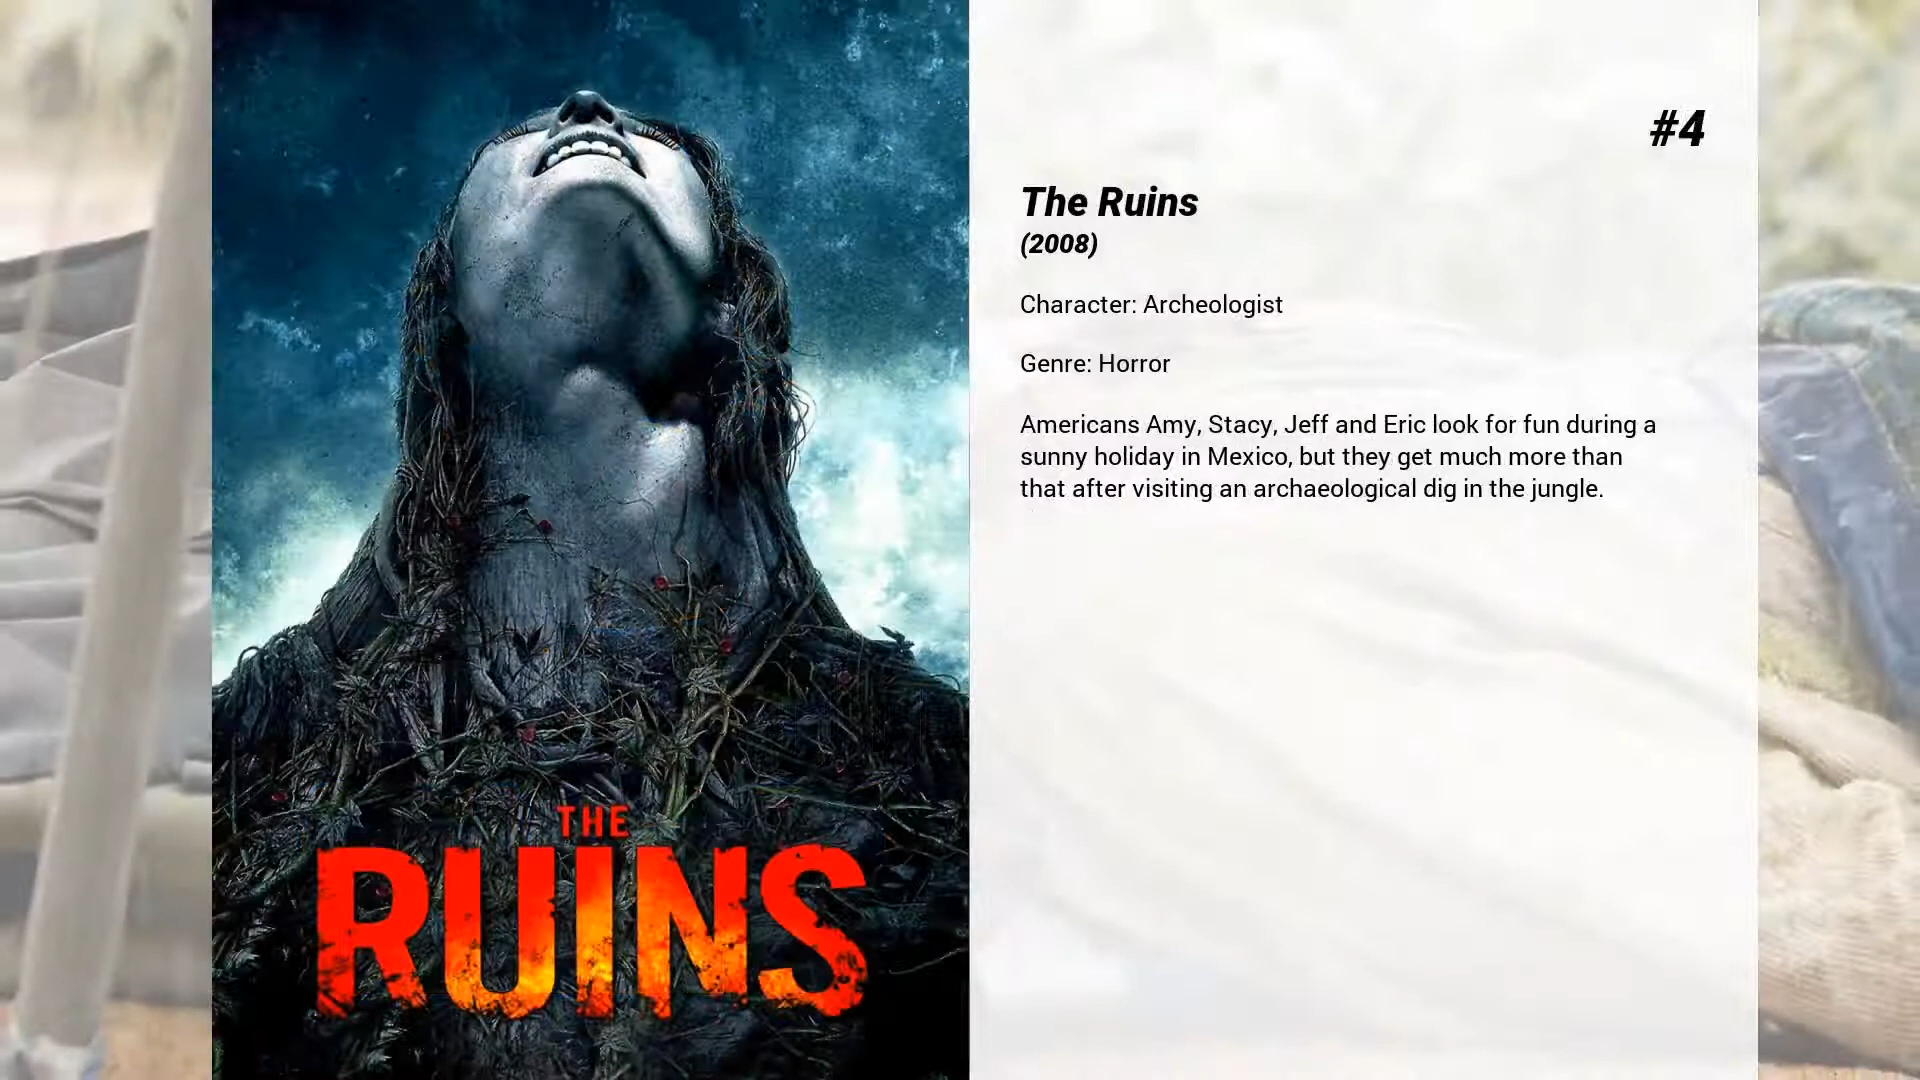 THE
RUINS
#4
The Ruins
(2008)
Character: Archeologist
Genre: Horror
Americans Amy, Stacy, Jeff and Eric look for fun during a
sunny holiday in Mexico, but they get much more than
that after visiting an archaeological dig in the jungle.